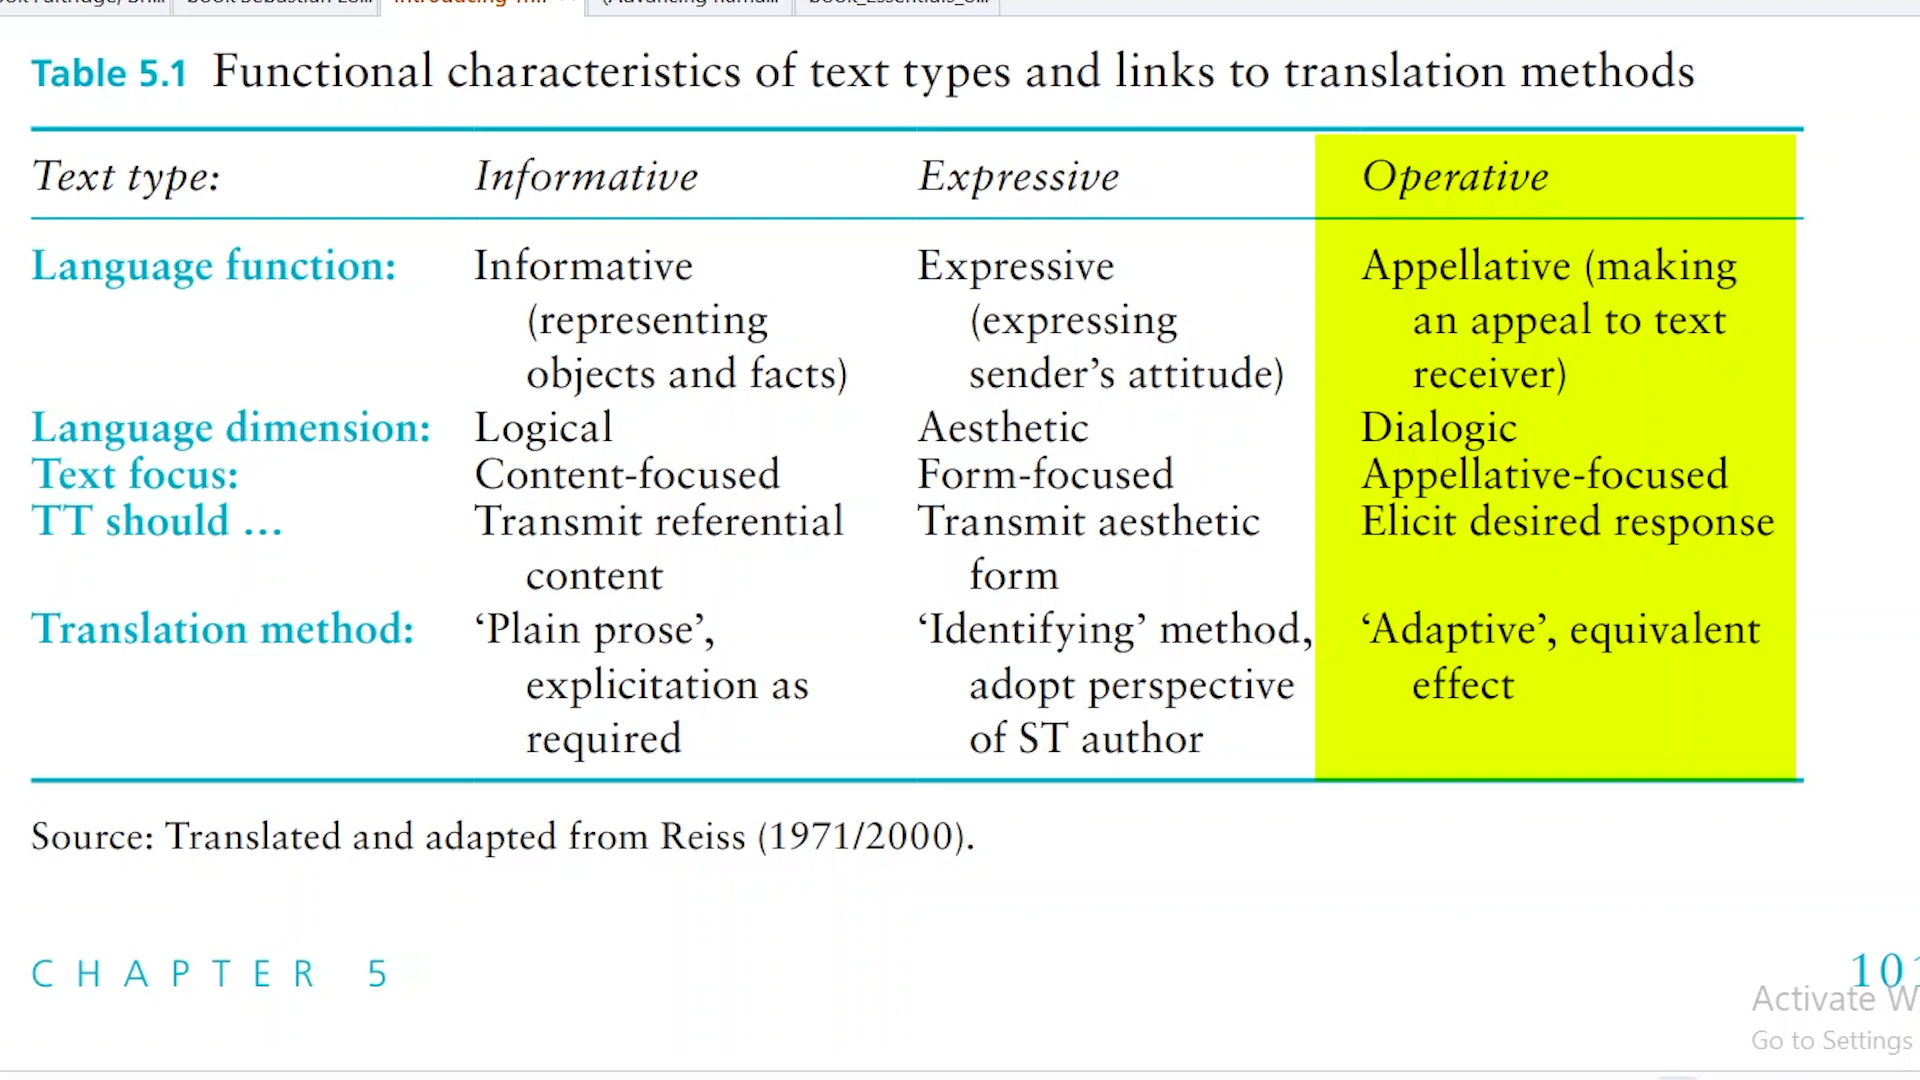 Table 5.1 Functional characteristics of text types and links to translation methods
Text type: Informative Expressive Operative
Language function: Informative Expressive Appellative (making
(representing (expressing an appeal to text
objects and facts) sender’s attitude) receiver)
Language dimension: Logical Aesthetic Dialogic
Text focus: Content-focused Form-focused Appellative-focused
TT should ... Transmit referential Transmit aesthetic Elicit desired response
content form
Translation method: ‘Plain prose’, ‘Identifying’ method, ‘Adaptive’, equivalent
explicitation as adopt perspective effect
required of ST author
Source: Translated and adapted from Reiss (1971/2000).
CHAPTER 5 101
Activate W
Go to Settings